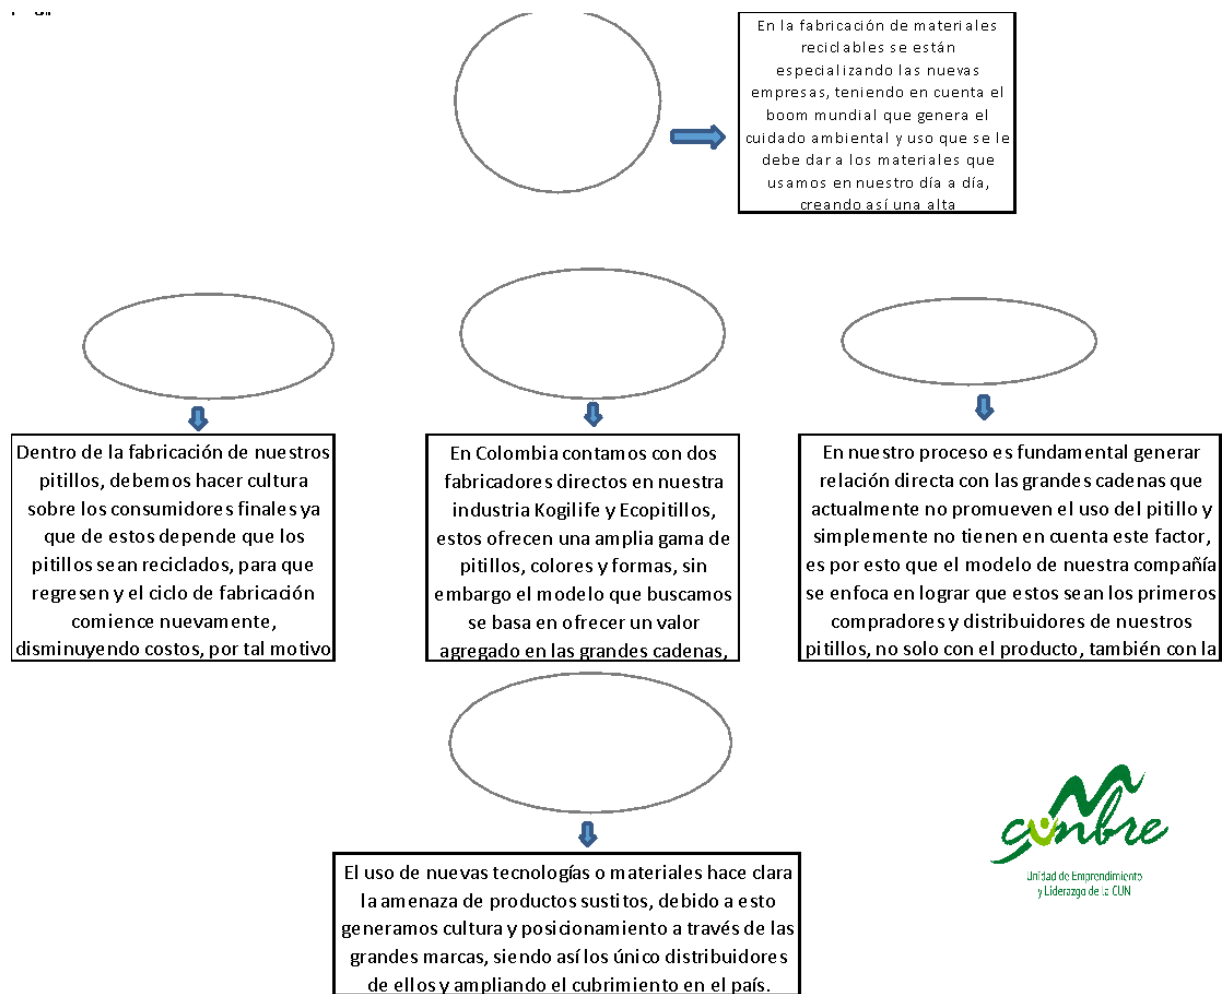 En la fabricación de materiales
reciclables se están
especializando las nuevas
empresas, teniendo en cuenta el
boom mundial que genera el
cuidado ambiental y uso que se le
debe dar a los materiales que
usamos en nuestro día a día,
creando así una alta
Dentro de la fabricación de nuestros
pitillos, debemos hacer cultura
sobre los consumidores finales ya
que de estos depende que los
pitillos sean reciclados, para que
regresen y el ciclo de fabricación
comience nuevamente,
disminuyendo costos, por tal motivo
En Colombia contamos con dos
fabricadores directos en nuestra
industria Kogilife y Ecopitillos,
estos ofrecen una amplia gama de
pitillos, colores y formas, sin
embargo el modelo que buscamos
se basa en ofrecer un valor
agregado en las grandes cadenas,
En nuestro proceso es fundamental generar
relación directa con las grandes cadenas que
actualmente no promueven el uso del pitillo y
simplemente no tienen en cuenta este factor,
es por esto que el modelo de nuestra compañía
se enfoca en lograr que estos sean los primeros
compradores y distribuidores de nuestros
pitillos, no solo con el producto, también con la
El uso de nuevas tecnologías o materiales hace clara
la amenaza de productos sustitos, debido a esto
generamos cultura y posicionamiento a través de las
grandes marcas, siendo así los único distribuidores
de ellos y ampliando el cubrimiento en el país.
cumbre
Unidad de Emprendimiento
y Liderazgo de la CUN